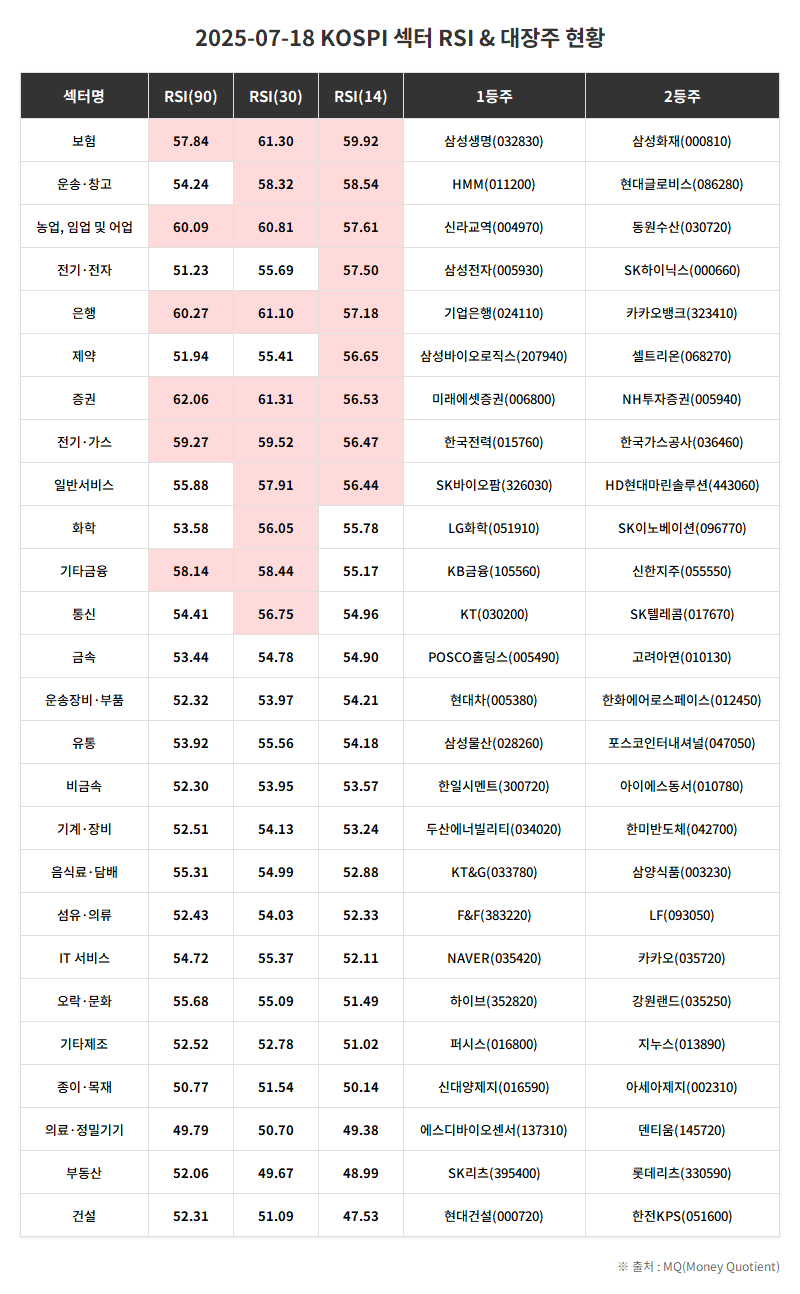 2025-07-18 KOSPI 섹터 RSI & 대장주 현황
섹터명 RSI(90) RSI(30) RSI(14) 1등주 2등주
보험 57.84 61.30 59.92 삼성생명(032830) 삼성화재(000810)
운송·창고 54.24 58.32 58.54 HMM(011200) 현대글로비스(086280)
농업, 임업 및 어업 60.09 60.81 57.61 신라교역(004970) 동원수산(030720)
전기·전자 51.23 55.69 57.50 삼성전자(005930) SK하이닉스(000660)
은행 60.27 61.10 57.18 기업은행(024110) 카카오뱅크(323410)
제약 51.94 55.41 56.65 삼성바이오로직스(207940) 셀트리온(068270)
증권 62.06 61.31 56.53 미래에셋증권(006800) NH투자증권(005940)
전기·가스 59.27 59.52 56.47 한국전력(015760) 한국가스공사(036460)
일반서비스 55.88 57.91 56.44 SK바이오팜(326030) HD현대마린솔루션(443060)
화학 53.58 56.05 55.78 LG화학(051910) SK이노베이션(096770)
기타금융 58.14 58.44 55.17 KB금융(105560) 신한지주(055550)
통신 54.41 56.75 54.96 KT(030200) SK텔레콤(017670)
금속 53.44 54.78 54.90 POSCO홀딩스(005490) 고려아연(010130)
운송장비·부품 52.32 53.97 54.21 현대차(005380) 한화에어로스페이스(012450)
유통 53.92 55.56 54.18 삼성물산(028260) 포스코인터내셔널(047050)
비금속 52.30 53.95 53.57 한일시멘트(300720) 아이에스동서(010780)
기계·장비 52.51 54.13 53.24 두산에너빌리티(034020) 한미반도체(042700)
음식료·담배 55.31 54.99 52.88 KT&G(033780) 삼양식품(003230)
섬유·의류 52.43 54.03 52.33 F&F(383220) LF(093050)
IT 서비스 54.72 55.37 52.11 NAVER(035420) 카카오(035720)
오락·문화 55.68 55.09 51.49 하이브(352820) 강원랜드(035250)
기타제조 52.52 52.78 51.02 퍼시스(016800) 지누스(013890)
종이·목재 50.77 51.54 50.14 신대양제지(016590) 아세아제지(002310)
의료·정밀기기 49.79 50.70 49.38 에스디바이오센서(137310) 덴티움(145720)
부동산 52.06 49.67 48.99 SK리츠(395400) 롯데리츠(330590)
건설 52.31 51.09 47.53 현대건설(000720) 한전KPS(051600)
※ 출처 : MQ(Money Quotient)